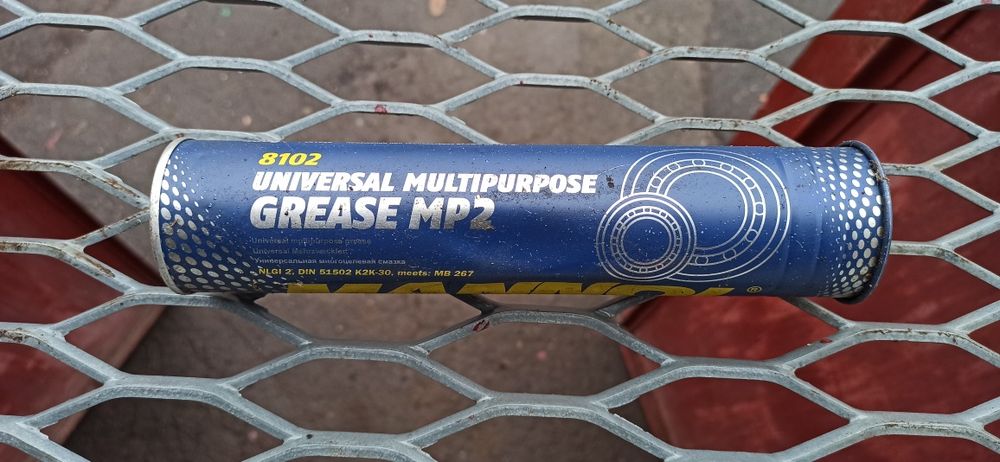 8102
UNIVERSAL MULTIPURPOSE
GREASE MP2
Universal multipurpose grease
Universal Mehrzweckfett
Универсальная многоцелевая смазка
NLGI 2, DIN 51502 K2K-30, meets: MB 267
MANNOL®